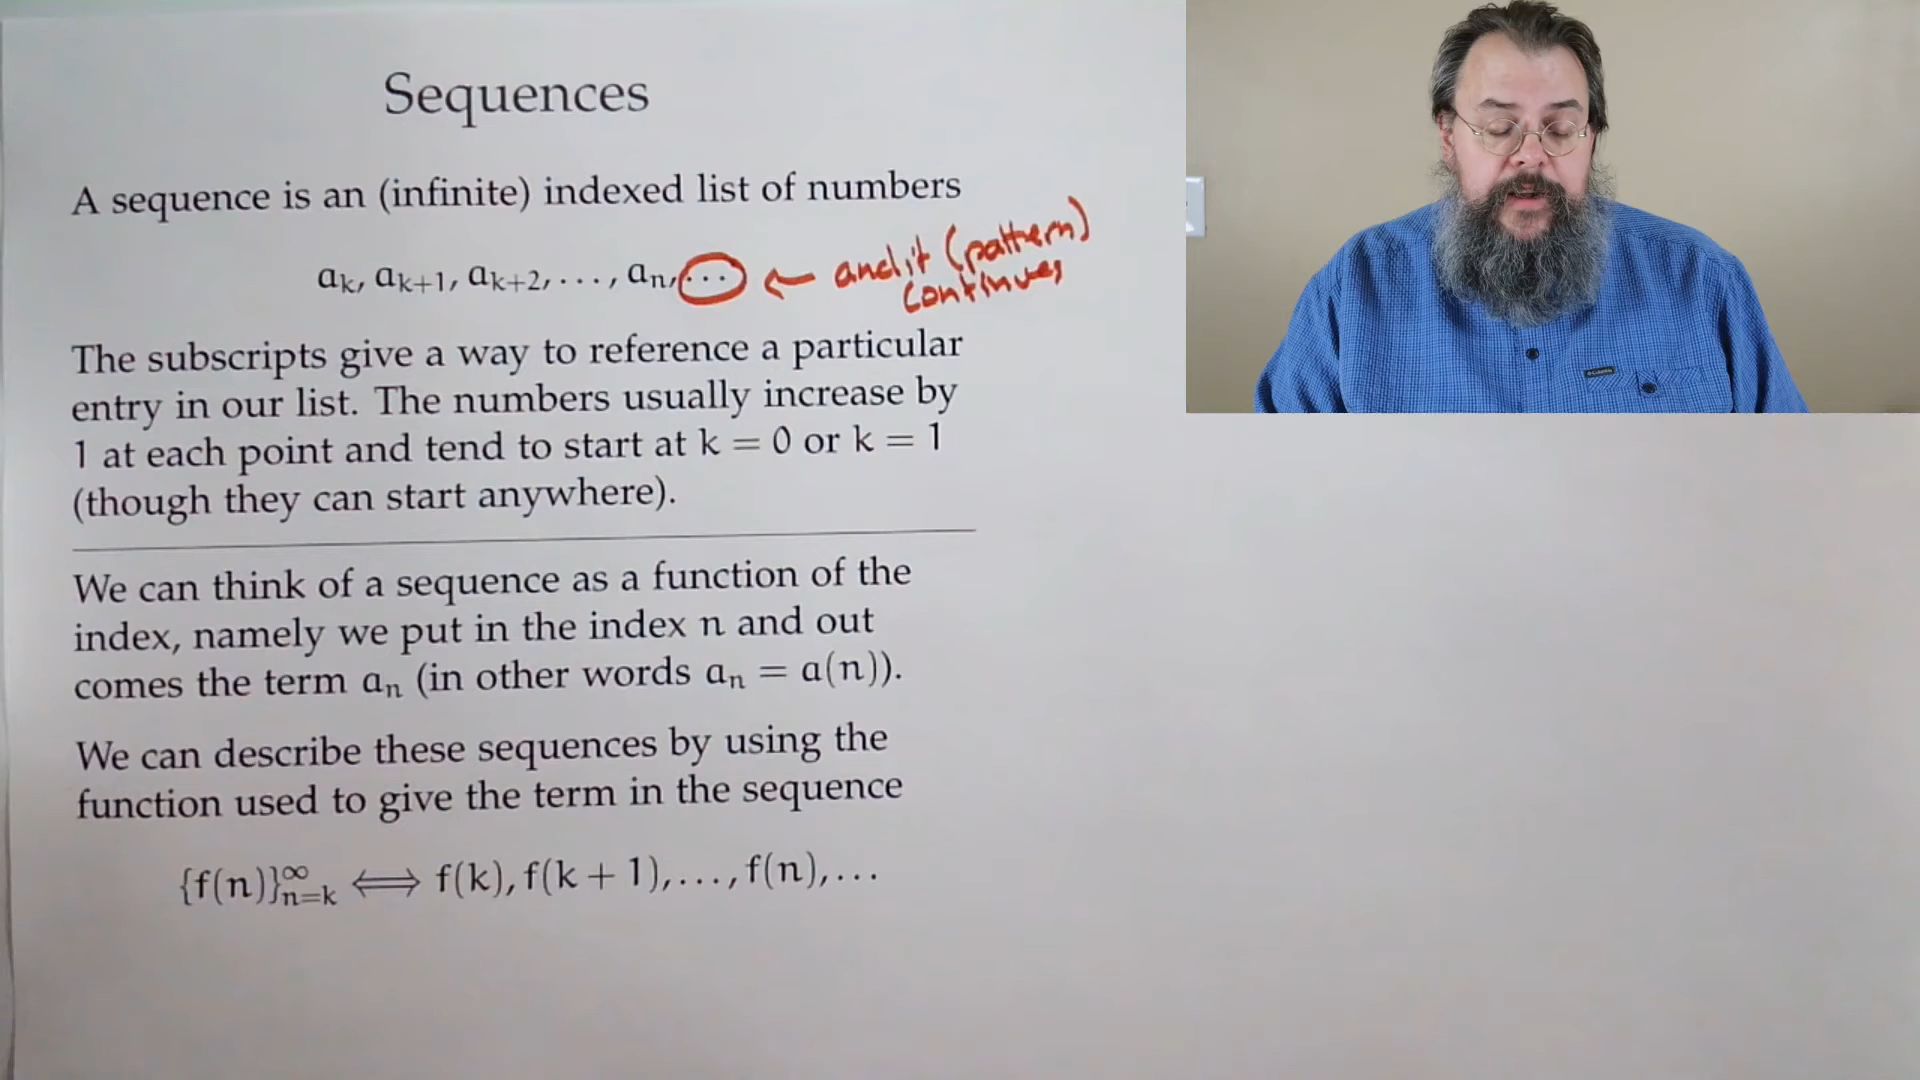 Sequences
A sequence is an (infinite) indexed list of numbers
aₖ, aₖ₊₁, aₖ₊₂, . . . , aₙ, . . . ← and it (pattern)
continues
The subscripts give a way to reference a particular
entry in our list. The numbers usually increase by
1 at each point and tend to start at k = 0 or k = 1
(though they can start anywhere).
We can think of a sequence as a function of the
index, namely we put in the index n and out
comes the term aₙ (in other words aₙ = a(n)).
We can describe these sequences by using the
function used to give the term in the sequence
{f(n)}∞n=k ⟺ f(k), f(k + 1), . . . , f(n), . . .